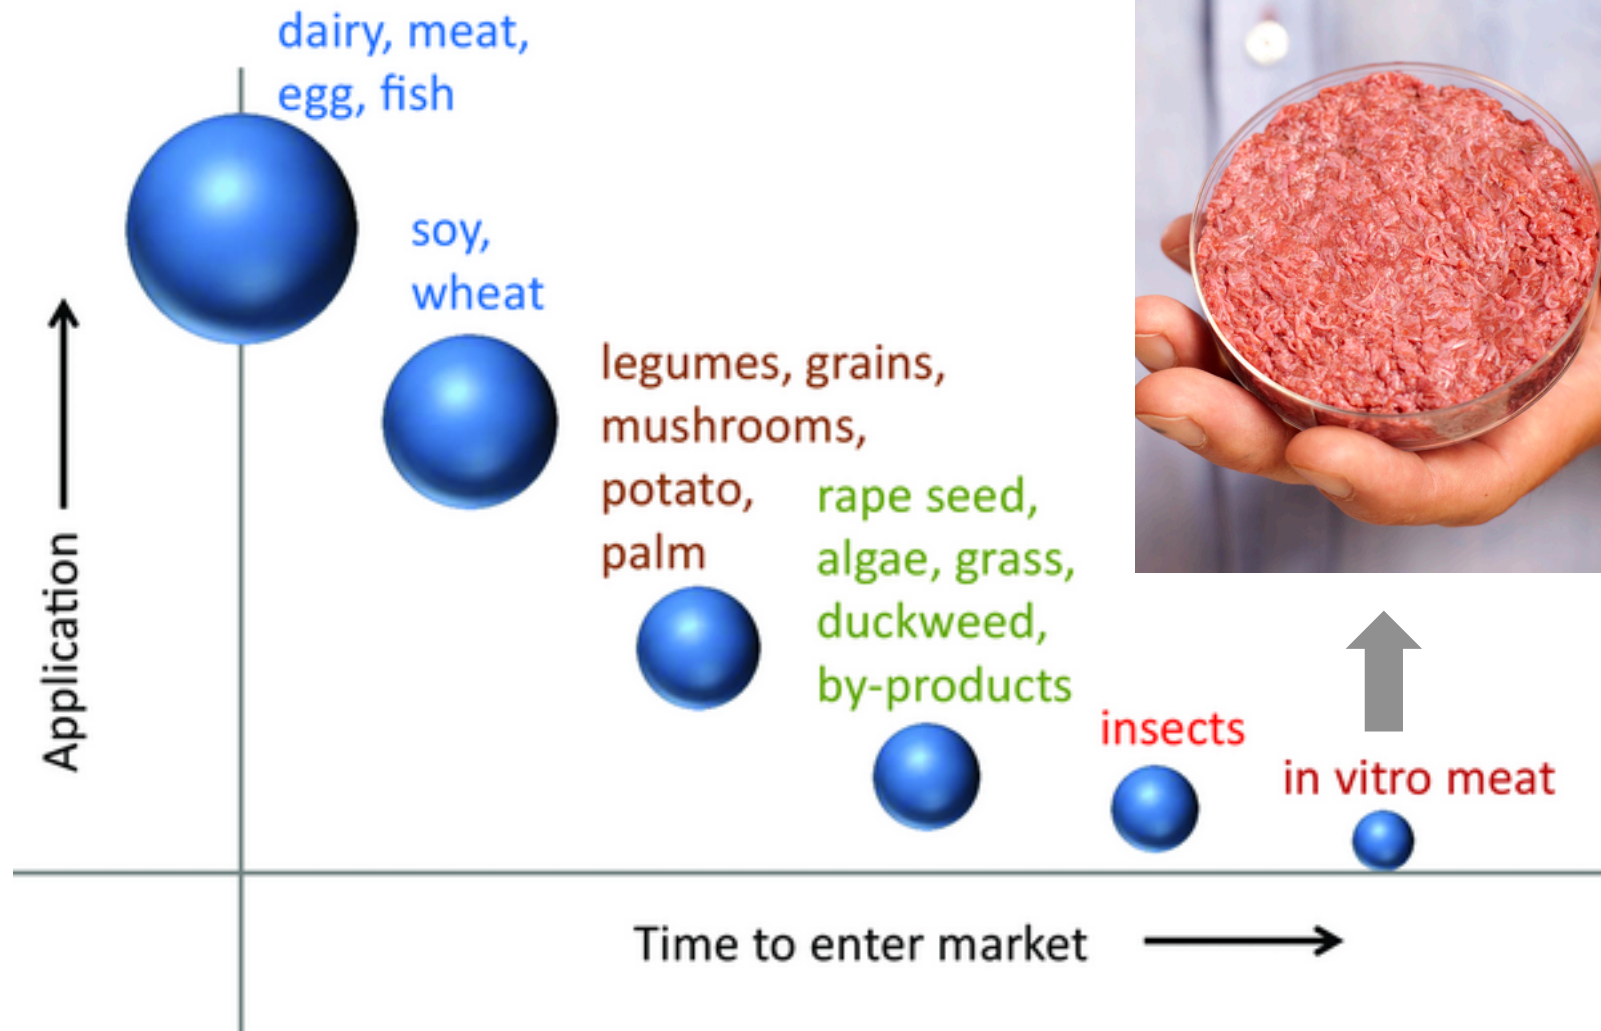 dairy, meat,
egg, fish
soy,
wheat
legumes, grains,
mushrooms,
potato,
palm
rape seed,
algae, grass,
duckweed,
by-products
insects
in vitro meat
Application
Time to enter market